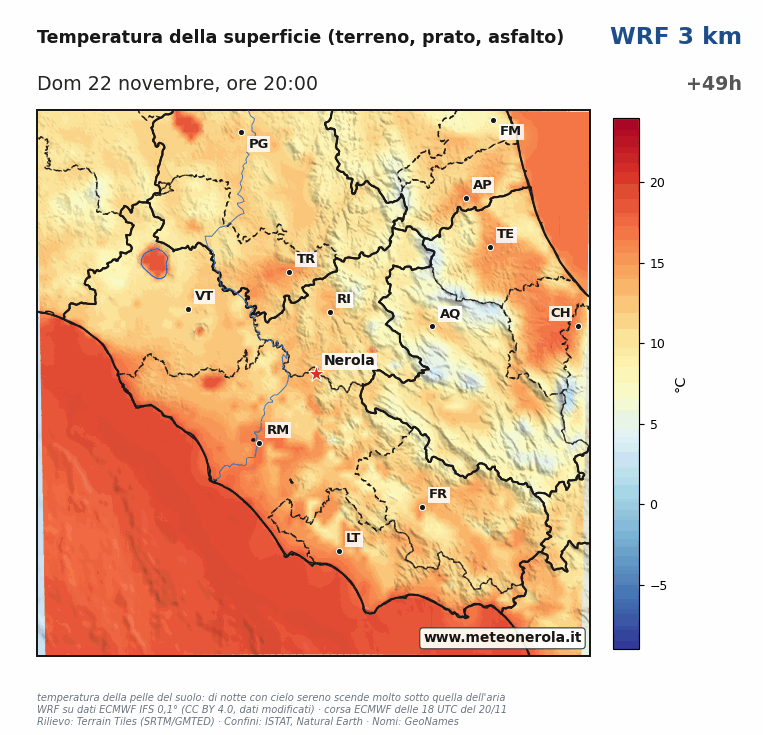 Temperatura della superficie (terreno, prato, asfalto)
WRF 3 km
Dom 22 novembre, ore 20:00
+49h
FM
PG
AP
TE
TR
VT
RI
AQ
CH
Nerola
RM
FR
LT
20
15
10
5
0
−5
°C
www.meteonerola.it
temperatura della pelle del suolo: di notte con cielo sereno scende molto sotto quella dell'aria
WRF su dati ECMWF IFS 0,1° (CC BY 4.0, dati modificati) · corsa ECMWF delle 18 UTC del 20/11
Rilievo: Terrain Tiles (SRTM/GMTED) · Confini: ISTAT, Natural Earth · Nomi: GeoNames